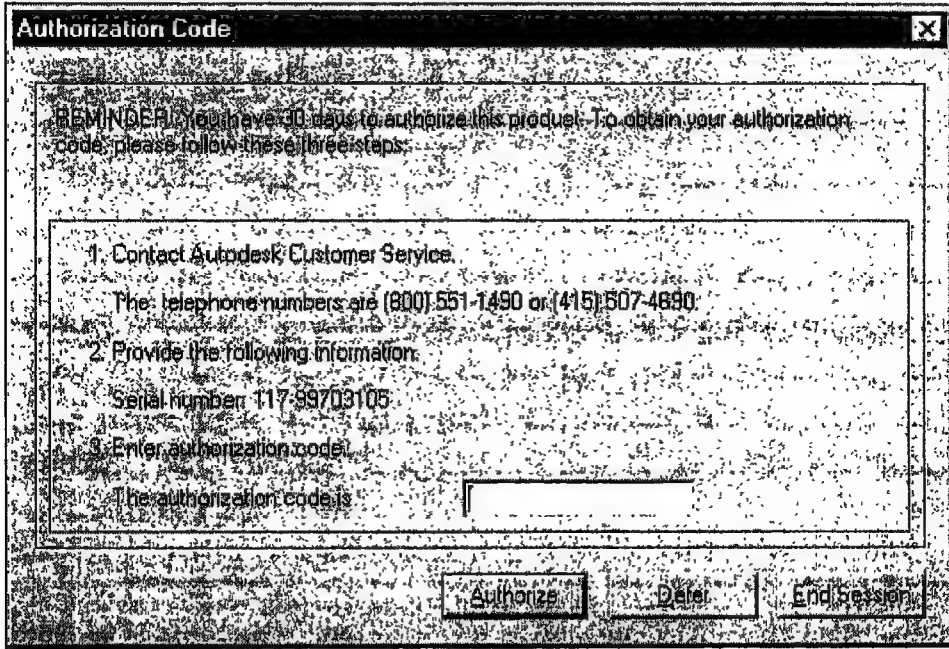 Authorization Code
REMINDER: You have 30 days to authorize this product. To obtain your authorization
code, please follow these three steps:
1. Contact Autodesk Customer Service.
The telephone numbers are (800) 551-1490 or (415) 507-4690.
2. Provide the following information:
Serial number: 117-99703105
3. Enter authorization code.
The authorization code is
Authorize
Defer
End Session